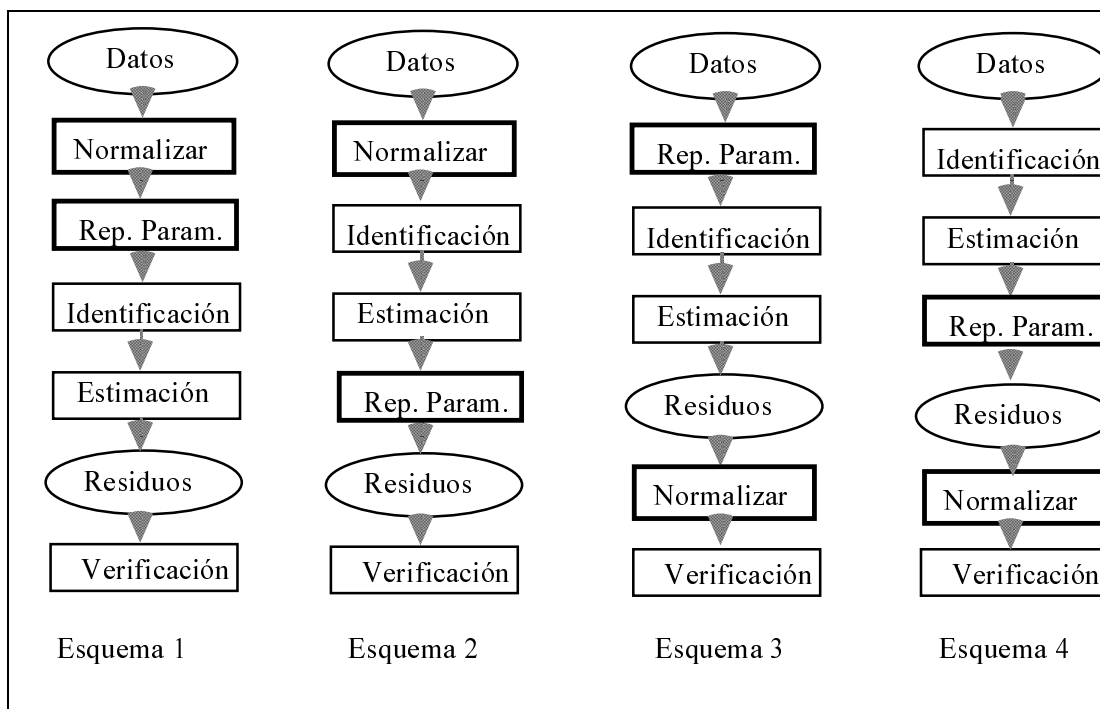 Datos
Normalizar
Rep. Param.
Identificación
Estimación
Residuos
Verificación
Esquema 1
Datos
Normalizar
Identificación
Estimación
Rep. Param.
Residuos
Verificación
Esquema 2
Datos
Rep. Param.
Identificación
Estimación
Residuos
Normalizar
Verificación
Esquema 3
Datos
Identificación
Estimación
Rep. Param.
Residuos
Normalizar
Verificación
Esquema 4